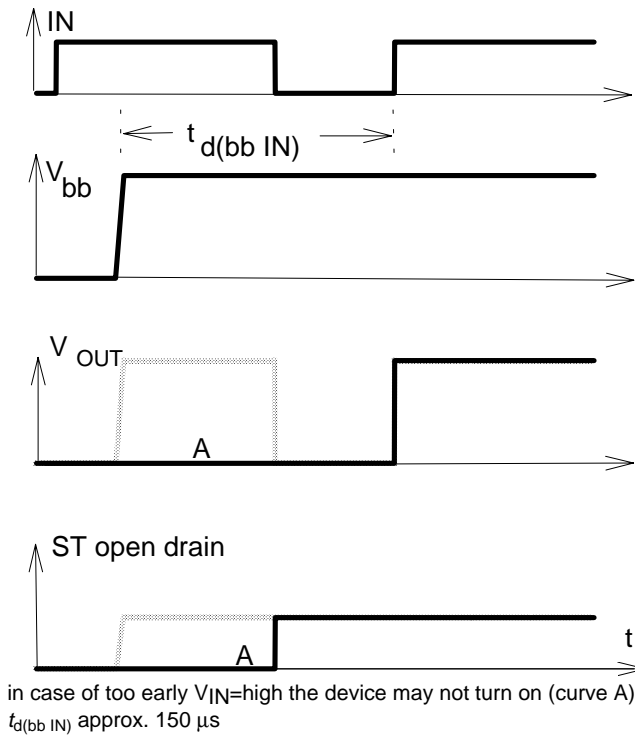 IN
t d(bb IN)
Vbb
V OUT
A
ST open drain
A
t
in case of too early VIN=high the device may not turn on (curve A)
td(bb IN) approx. 150 μs